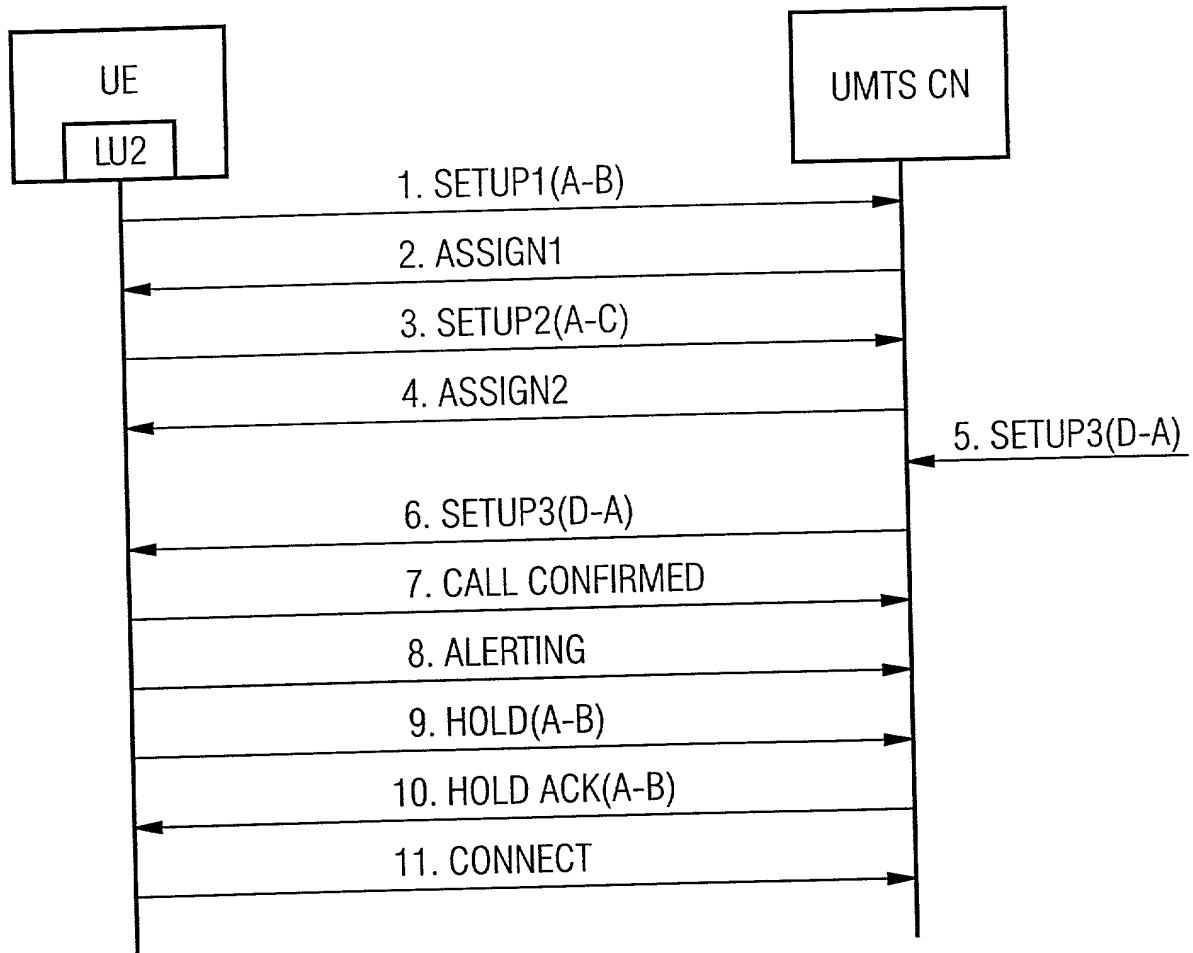 UE
LU2
UMTS CN
1. SETUP1(A-B)
2. ASSIGN1
3. SETUP2(A-C)
4. ASSIGN2
5. SETUP3(D-A)
6. SETUP3(D-A)
7. CALL CONFIRMED
8. ALERTING
9. HOLD(A-B)
10. HOLD ACK(A-B)
11. CONNECT